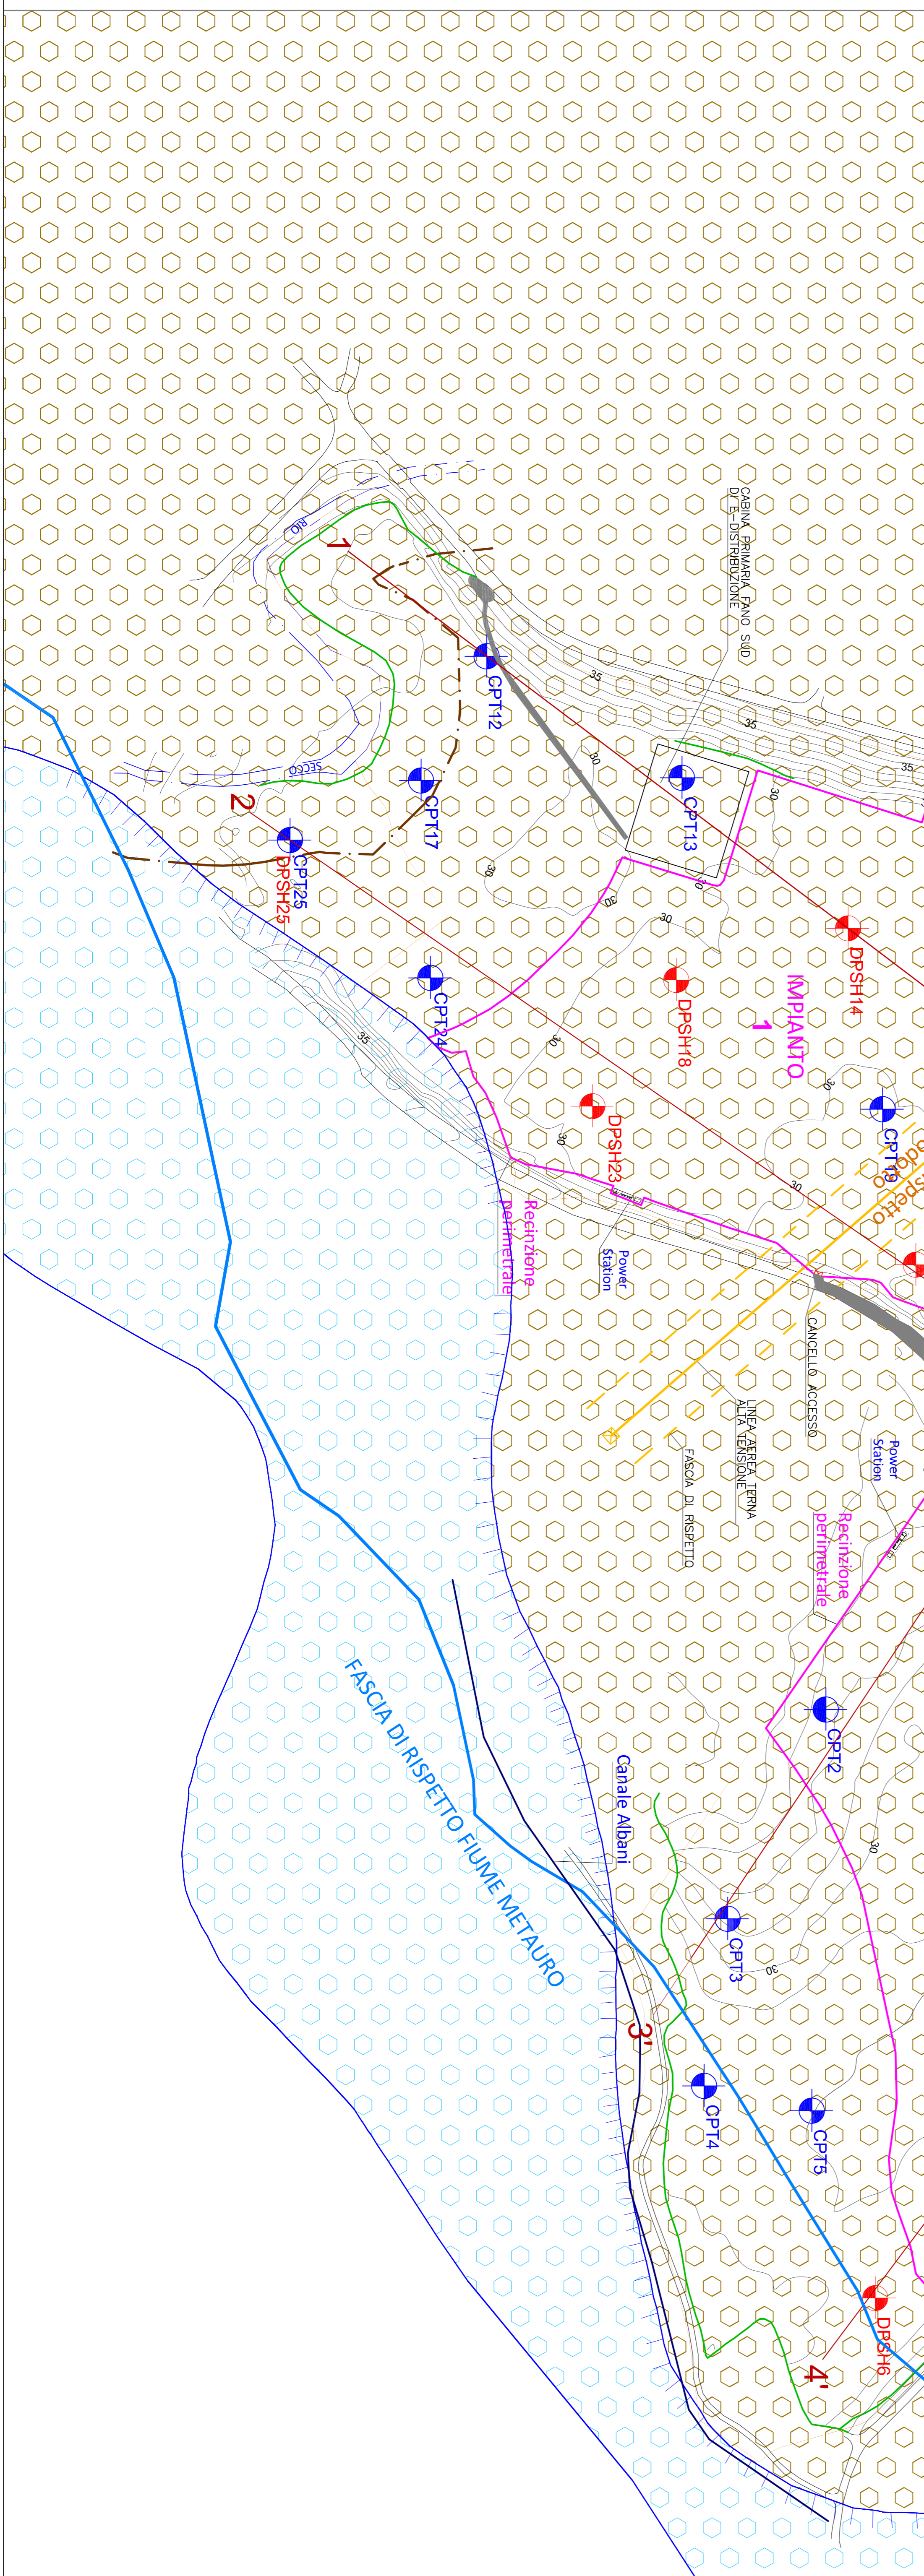 CABINA PRIMARIA FANO SUD
DI E-DISTRIBUZIONE
RIO
1
CPT12
35
35
35
30
CPT13
30
SECCO
2
CPT17
CPT25
DPSH25
30
30
30
30
DPSH14
CPT24
DPSH18
IMPIANTO
1
35
30
30
CPT19
DPSH23
30
30
Recinzione
perimetrale
Power
Station
CANCELLO ACCESSO
LINEA AEREA TERNA
ALTA TENSIONE
FASCIA DI RISPETTO
Power
Station
Recinzione
perimetrale
CPT2
FASCIA DI RISPETTO FIUME METAURO
Canale Albani
30
CPT3
30
3'
CPT4
CPT5
DPSH6
4'